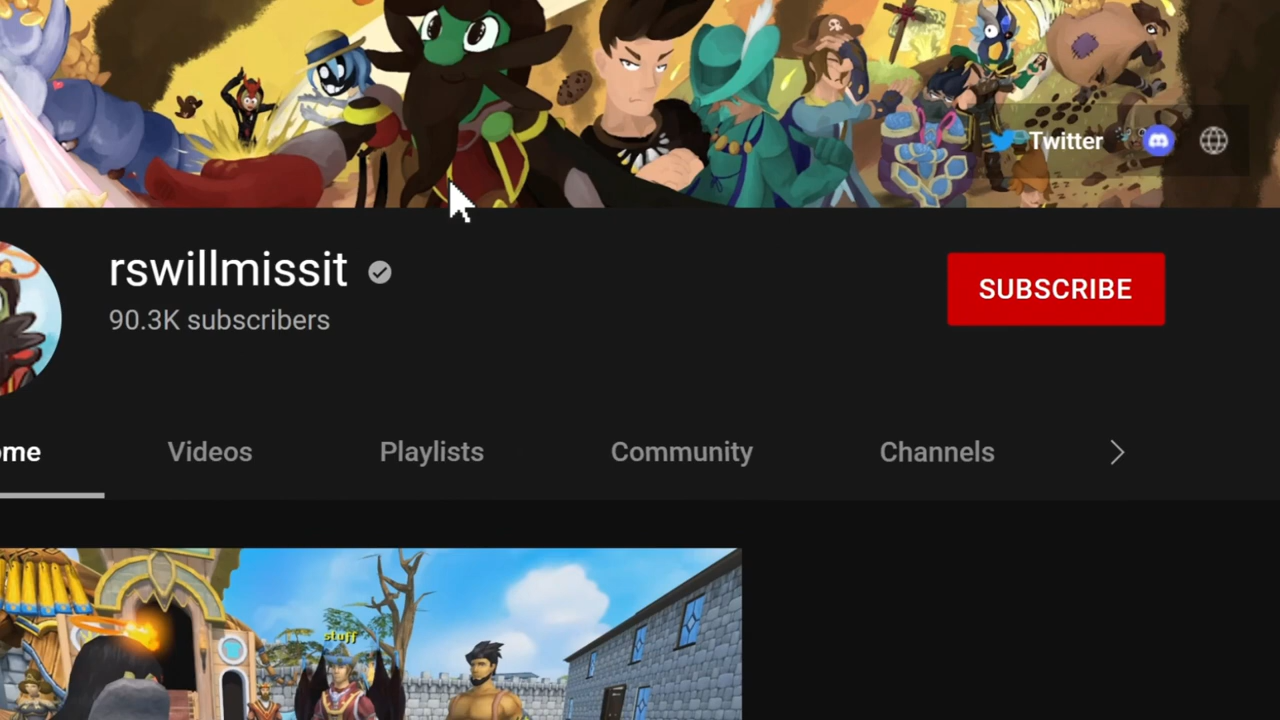 Twitter
rswillmissit
90.3K subscribers
SUBSCRIBE
ome
Videos
Playlists
Community
Channels
stuff